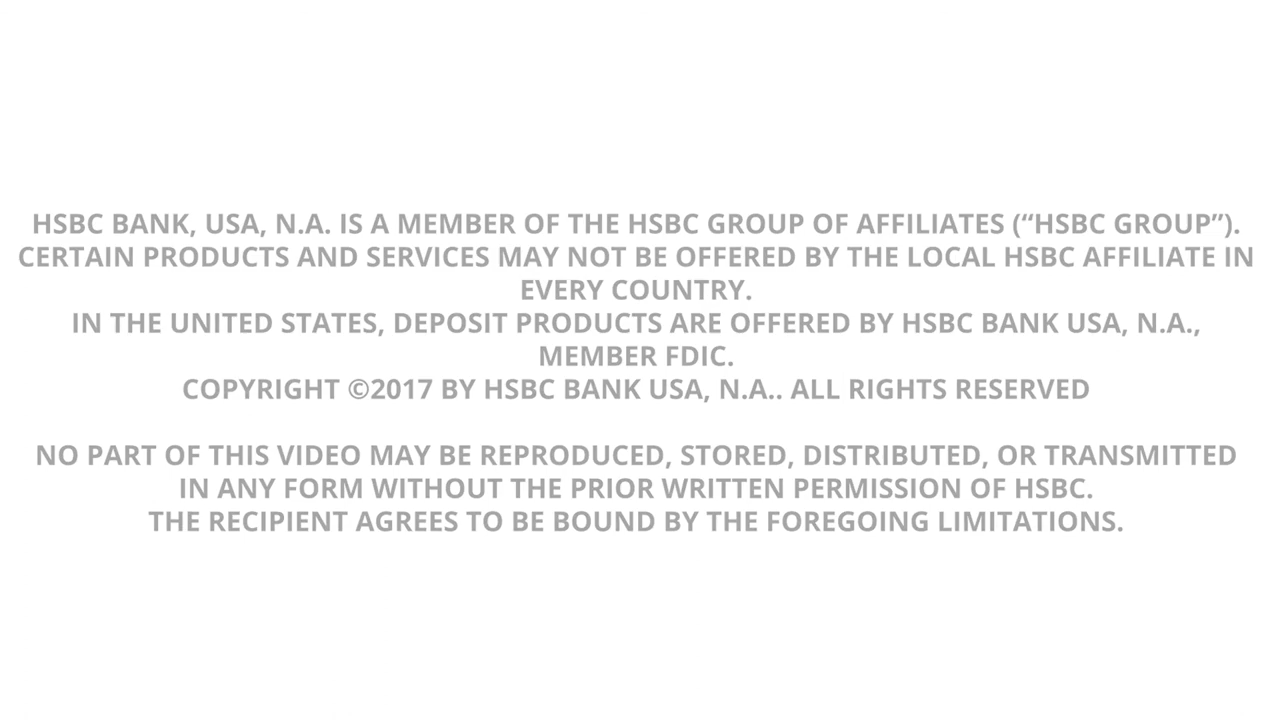 HSBC BANK, USA, N.A. IS A MEMBER OF THE HSBC GROUP OF AFFILIATES (“HSBC GROUP”).
CERTAIN PRODUCTS AND SERVICES MAY NOT BE OFFERED BY THE LOCAL HSBC AFFILIATE IN
EVERY COUNTRY.
IN THE UNITED STATES, DEPOSIT PRODUCTS ARE OFFERED BY HSBC BANK USA, N.A.,
MEMBER FDIC.
COPYRIGHT ©2017 BY HSBC BANK USA, N.A.. ALL RIGHTS RESERVED
NO PART OF THIS VIDEO MAY BE REPRODUCED, STORED, DISTRIBUTED, OR TRANSMITTED
IN ANY FORM WITHOUT THE PRIOR WRITTEN PERMISSION OF HSBC.
THE RECIPIENT AGREES TO BE BOUND BY THE FOREGOING LIMITATIONS.